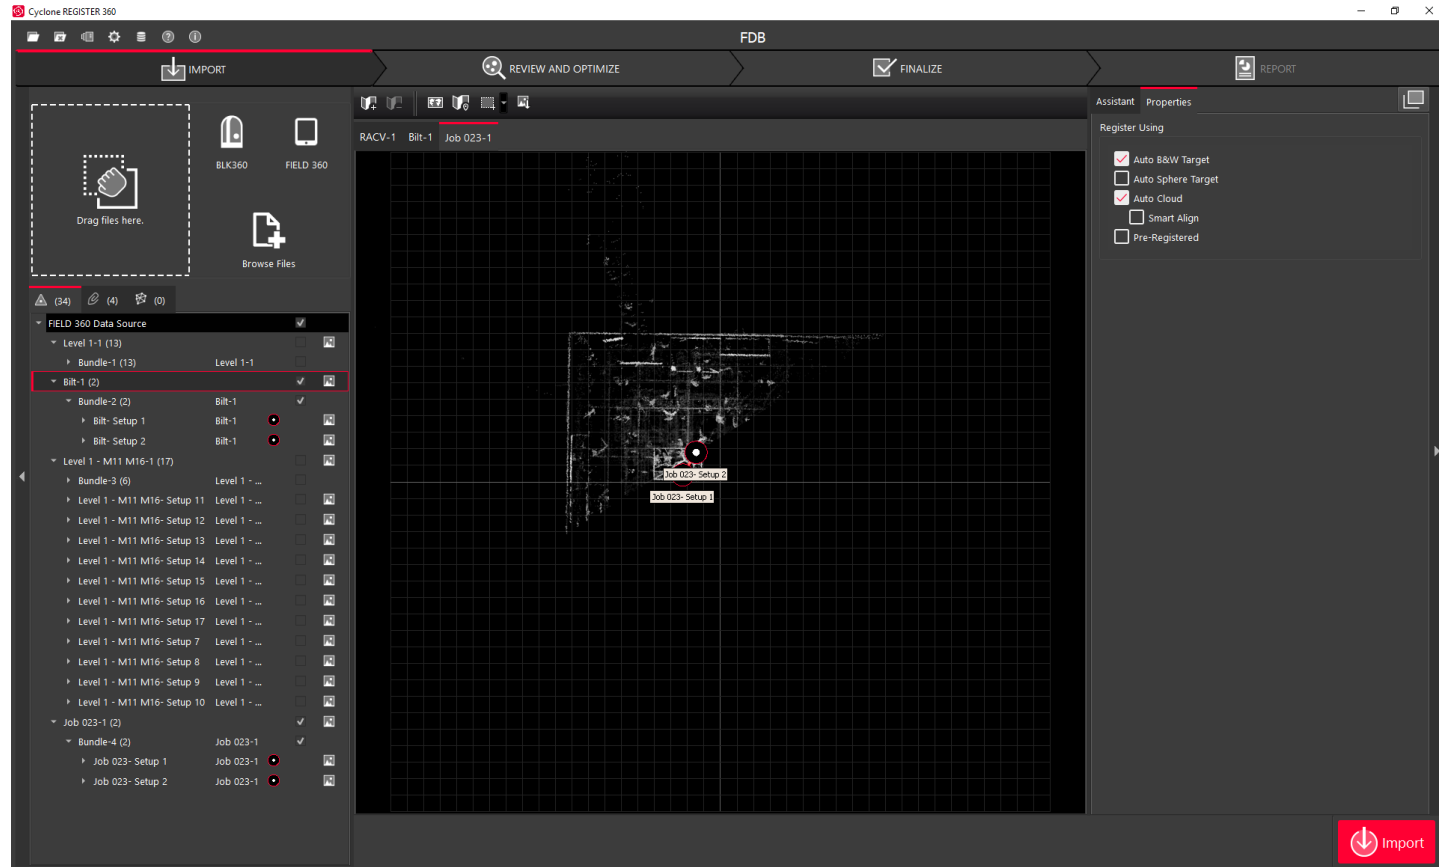 Cyclone REGISTER 360
FDB
IMPORT
REVIEW AND OPTIMIZE
FINALIZE
REPORT
Drag files here.
BLK360
FIELD 360
Browse Files
(34)
(4)
(0)
FIELD 360 Data Source
Level 1-1 (13)
Bundle-1 (13) Level 1-1
Bilt-1 (2)
Bundle-2 (2) Bilt-1
Bilt- Setup 1 Bilt-1
Bilt- Setup 2 Bilt-1
Level 1 - M11 M16-1 (17)
Bundle-3 (6) Level 1 - ...
Level 1 - M11 M16- Setup 11 Level 1 - ...
Level 1 - M11 M16- Setup 12 Level 1 - ...
Level 1 - M11 M16- Setup 13 Level 1 - ...
Level 1 - M11 M16- Setup 14 Level 1 - ...
Level 1 - M11 M16- Setup 15 Level 1 - ...
Level 1 - M11 M16- Setup 16 Level 1 - ...
Level 1 - M11 M16- Setup 17 Level 1 - ...
Level 1 - M11 M16- Setup 7 Level 1 - ...
Level 1 - M11 M16- Setup 8 Level 1 - ...
Level 1 - M11 M16- Setup 9 Level 1 - ...
Level 1 - M11 M16- Setup 10 Level 1 - ...
Job 023-1 (2)
Bundle-4 (2) Job 023-1
Job 023- Setup 1 Job 023-1
Job 023- Setup 2 Job 023-1
RACV-1 Bilt-1 Job 023-1
Job 023- Setup 2
Job 023- Setup 1
Assistant Properties
Register Using
Auto B&W Target
Auto Sphere Target
Auto Cloud
Smart Align
Pre-Registered
Import